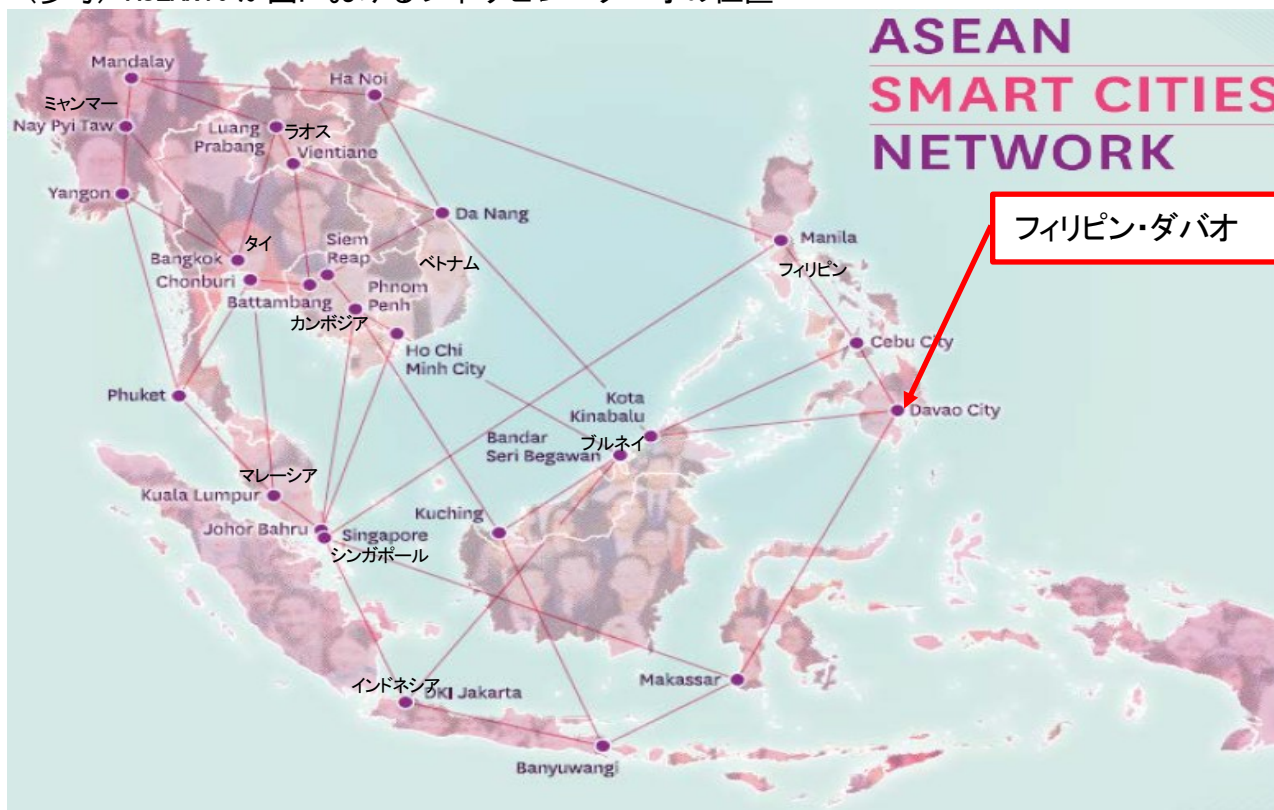 ASEAN
SMART CITIES
NETWORK
Mandalay
Ha Noi
ミャンマー
Nay Pyi Taw
Luang
Prabang
ラオス
Vientiane
Yangon
Da Nang
フィリピン・ダバオ
Manila
フィリピン
タイ
Bangkok
Siem
Reap
ベトナム
Chonburi
Battambang
Phnom
Penh
カンボジア
Ho Chi
Minh City
Cebu City
Phuket
Kota
Kinabalu
Davao City
Bandar
Seri Begawan
ブルネイ
マレーシア
Kuala Lumpur
Kuching
Johor Bahru
Singapore
シンガポール
Makassar
インドネシア
DKI Jakarta
Banyuwangi